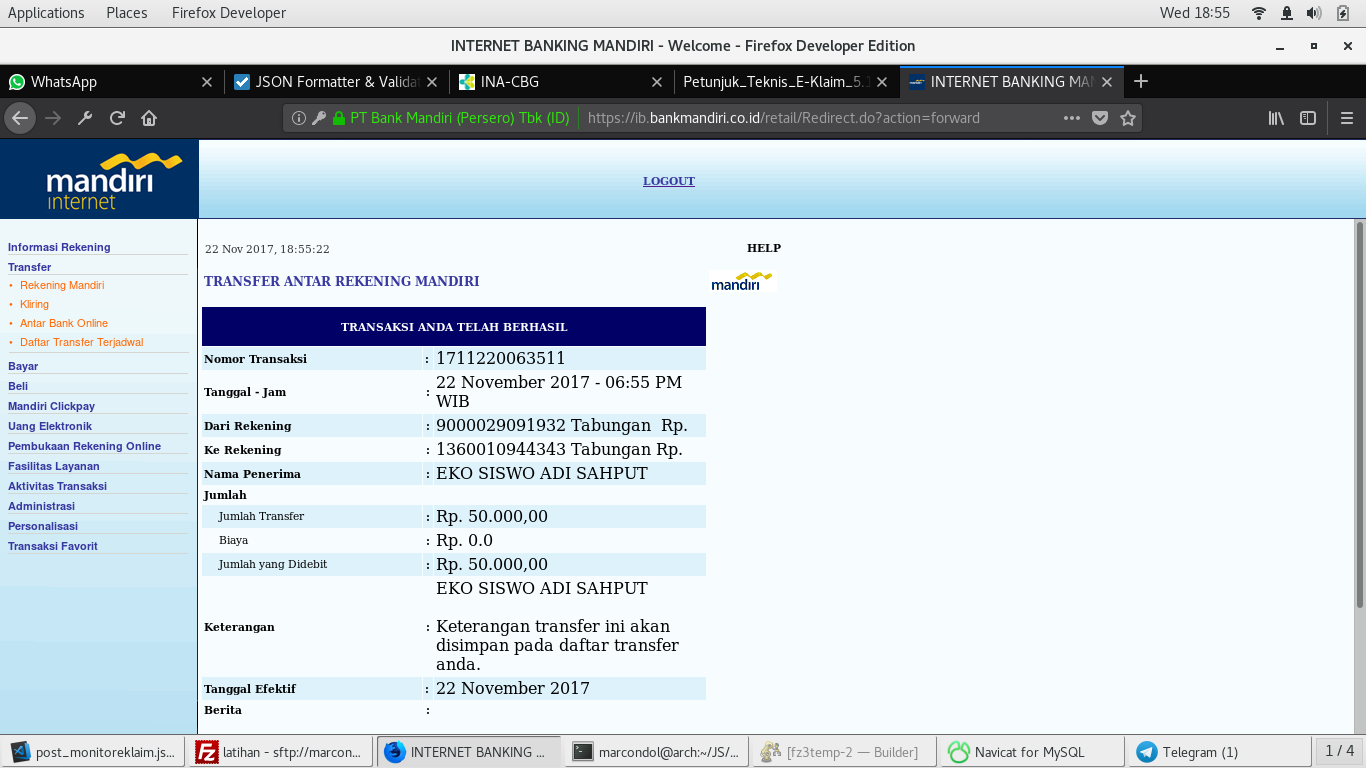 Applications Places Firefox Developer Wed 18:55
INTERNET BANKING MANDIRI - Welcome - Firefox Developer Edition
WhatsApp JSON Formatter & Valida INA-CBG Petunjuk_Teknis_E-Klaim_5. INTERNET BANKING MAN
PT Bank Mandiri (Persero) Tbk (ID) https://ib.bankmandiri.co.id/retail/Redirect.do?action=forward
mandiri
internet
LOGOUT
Informasi Rekening
Transfer
• Rekening Mandiri
• Kliring
• Antar Bank Online
• Daftar Transfer Terjadwal
Bayar
Beli
Mandiri Clickpay
Uang Elektronik
Pembukaan Rekening Online
Fasilitas Layanan
Aktivitas Transaksi
Administrasi
Personalisasi
Transaksi Favorit
22 Nov 2017, 18:55:22 HELP
TRANSFER ANTAR REKENING MANDIRI mandiri
TRANSAKSI ANDA TELAH BERHASIL
Nomor Transaksi : 1711220063511
Tanggal - Jam : 22 November 2017 - 06:55 PM
WIB
Dari Rekening : 9000029091932 Tabungan Rp.
Ke Rekening : 1360010944343 Tabungan Rp.
Nama Penerima : EKO SISWO ADI SAHPUT
Jumlah
Jumlah Transfer : Rp. 50.000,00
Biaya : Rp. 0.0
Jumlah yang Didebit : Rp. 50.000,00
EKO SISWO ADI SAHPUT
Keterangan : Keterangan transfer ini akan
disimpan pada daftar transfer
anda.
Tanggal Efektif : 22 November 2017
Berita :
post_monitoreklaim.js... latihan - sftp://marcon... INTERNET BANKING ... marcondol@arch:~/JS/... [fz3temp-2 — Builder] Navicat for MySQL Telegram (1) 1 / 4